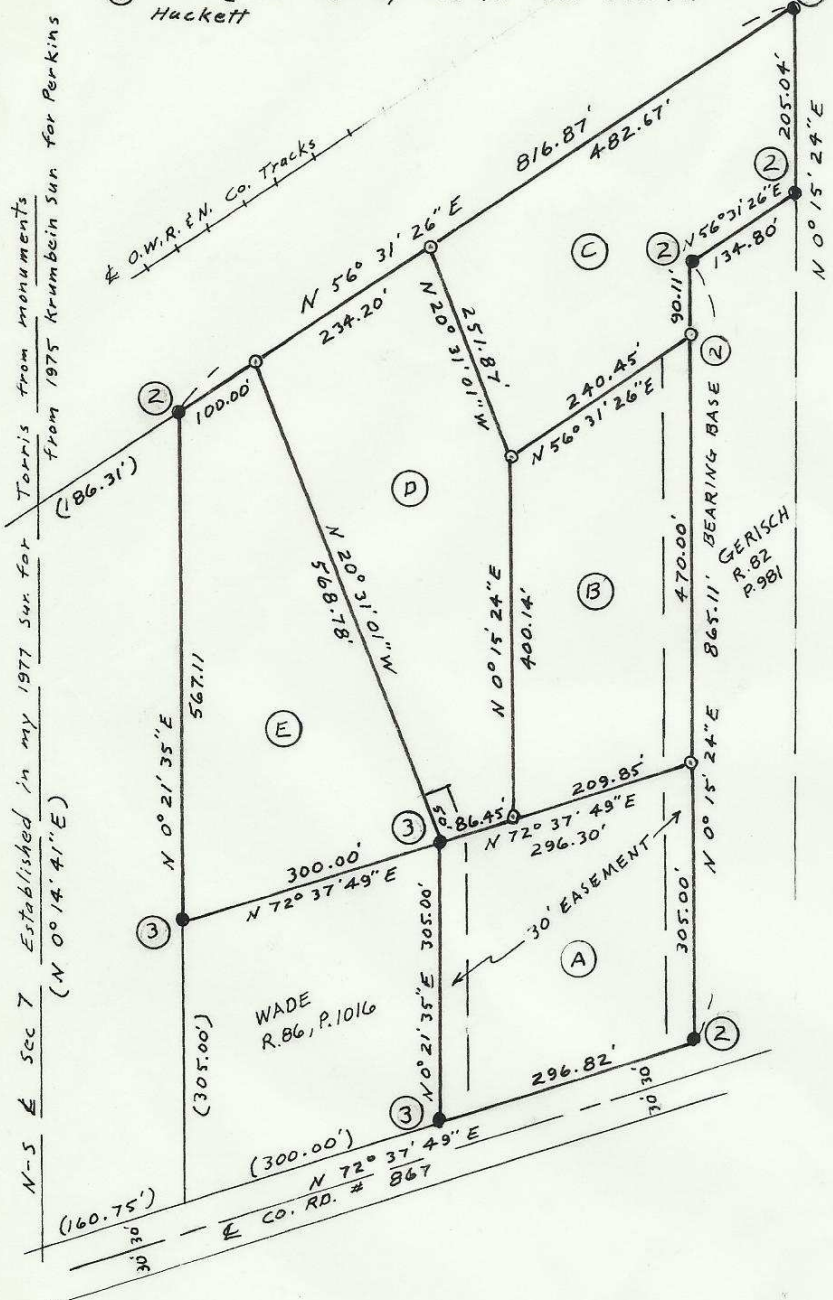 Hackett
N-S ₵ Sec 7 Established in my 1977 Sur. for Torris from monuments
from 1975 Krumbein Sur. for Perkins
(N 0° 14' 41" E)
₵ O.W.R. & N. Co. Tracks
816.87'
482.67'
N 56° 31' 26" E
234.20'
100.00'
2
(186.31')
205.04'
N 0° 15' 24" E
2
N 56° 31' 26" E
134.80'
2
90.11'
2
C
N 20° 31' 01" W
251.87'
240.45'
N 56° 31' 26" E
D
N 20° 31' 01" W
568.78'
N 0° 15' 24" E
400.14'
B
470.00'
865.11' BEARING BASE
N 0° 15' 24" E
GERISCH
R.82
P.981
E
N 0° 21' 35" E
567.11
3
300.00'
N 72° 37' 49" E
3
50'
86.45'
209.85'
N 72° 37' 49" E
296.30'
30' EASEMENT
A
305.00'
N 0° 21' 35" E
305.00'
WADE
R.86, P.1016
(305.00')
2
296.82'
3
(300.00')
N 72° 37' 49" E
₵ CO. RD. # 867
(160.75')
30' 30'
30' 30'